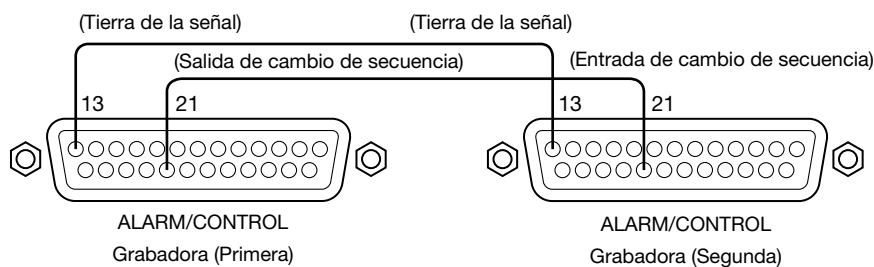 (Tierra de la señal) (Tierra de la señal)
(Salida de cambio de secuencia) (Entrada de cambio de secuencia)
13 21 13 21
ALARM/CONTROL ALARM/CONTROL
Grabadora (Primera) Grabadora (Segunda)